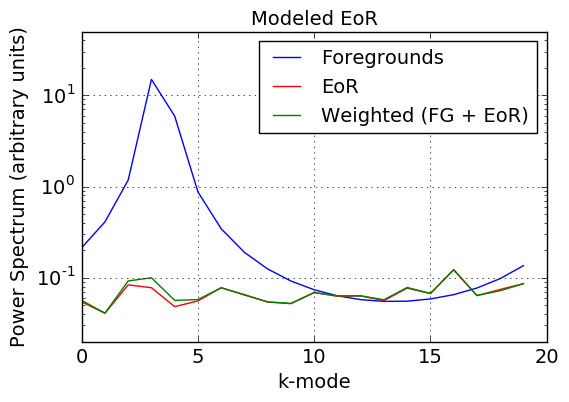 Modeled EoR
Power Spectrum (arbitrary units)
Foregrounds
EoR
Weighted (FG + EoR)
10^1
10^0
10^-1
0 5 10 15 20
k-mode